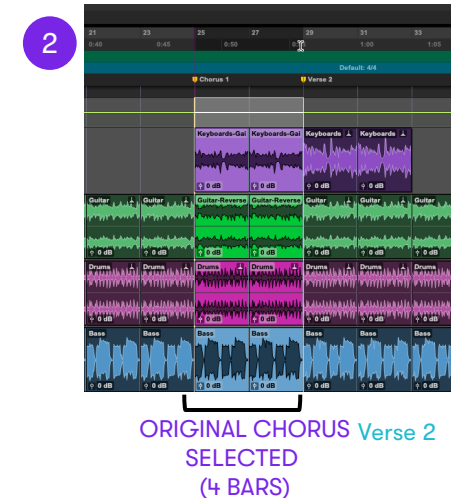 2
21 23 25 27 29 31 33
0:40 0:45 0:50 1:00 1:05
Default: 4/4
Chorus 1 Verse 2
Keyboards-Gai Keyboards-Gai Keyboards Keyboards
0 dB 0 dB 0 dB 0 dB
Guitar Guitar Guitar-Reverse Guitar-Reverse Guitar Guitar Guitar
0 dB 0 dB 0 dB 0 dB 0 dB 0 dB 0 dB
Drums Drums Drums Drums Drums Drums Drums
0 dB 0 dB 0 dB 0 dB 0 dB 0 dB 0 dB
Bass Bass Bass Bass Bass Bass Bass
0 dB 0 dB 0 dB 0 dB 0 dB 0 dB 0 dB
ORIGINAL CHORUS Verse 2
SELECTED
(4 BARS)